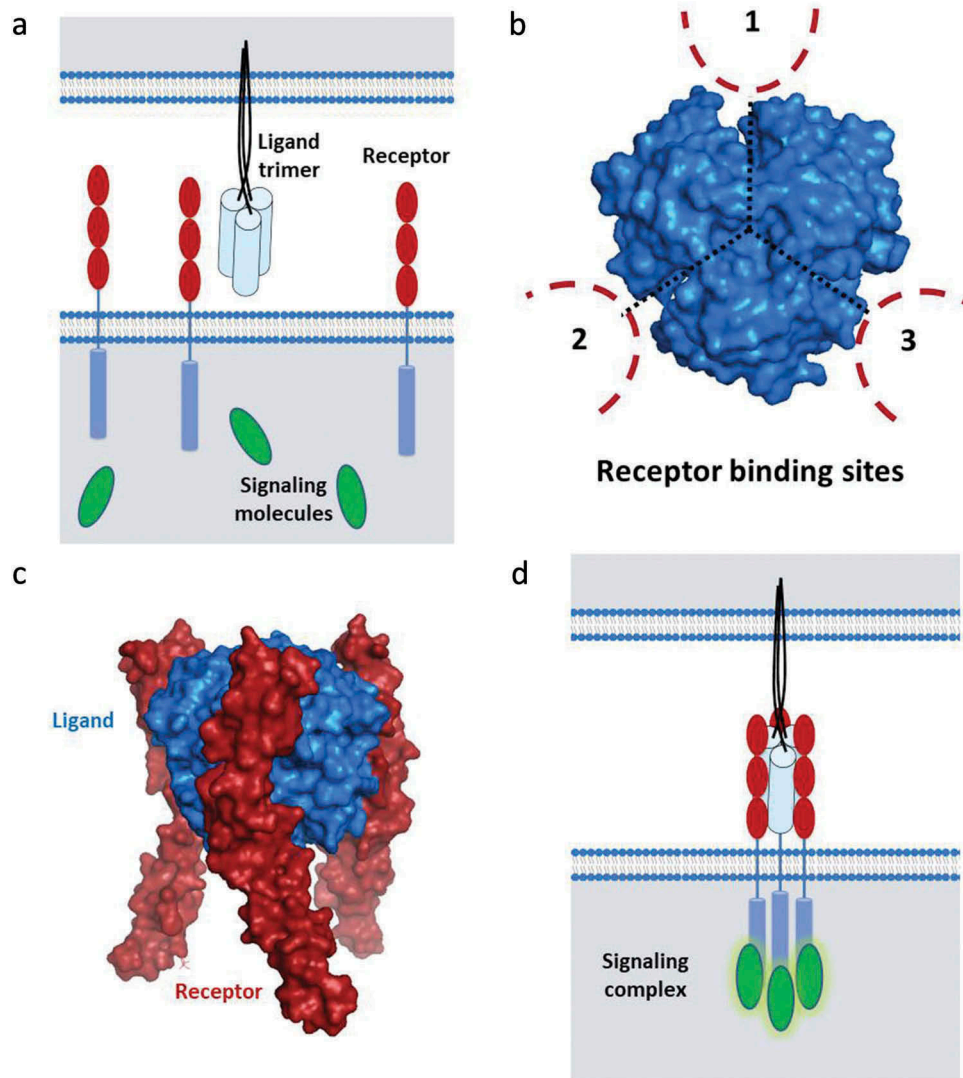 a
Ligand
trimer
Receptor
Signaling
molecules
b
1
2
3
Receptor binding sites
c
Ligand
Receptor
d
Signaling
complex